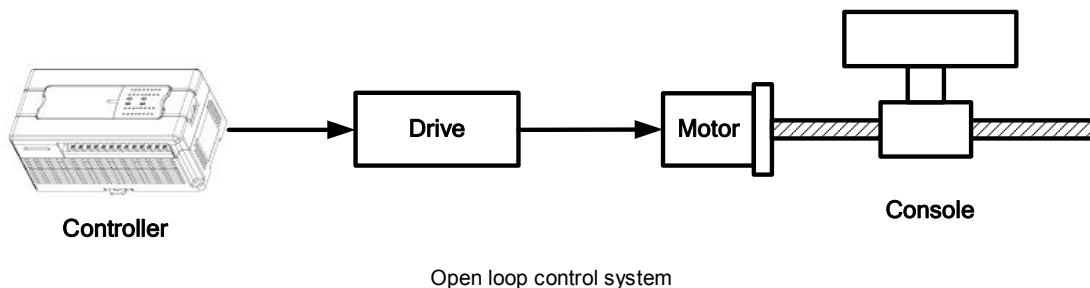 Drive
Motor
Console
Controller
Open loop control system